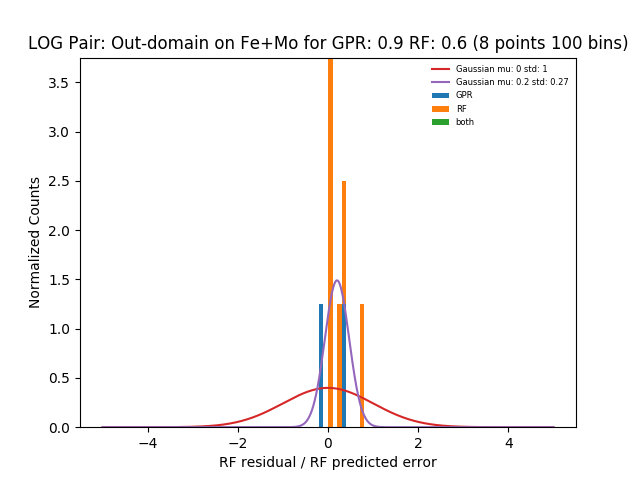 LOG Pair: Out-domain on Fe+Mo for GPR: 0.9 RF: 0.6 (8 points 100 bins)
Gaussian mu: 0 std: 1
Gaussian mu: 0.2 std: 0.27
GPR
RF
both
3.5
3.0
2.5
2.0
1.5
1.0
0.5
0.0
Normalized Counts
−4 −2 0 2 4
RF residual / RF predicted error